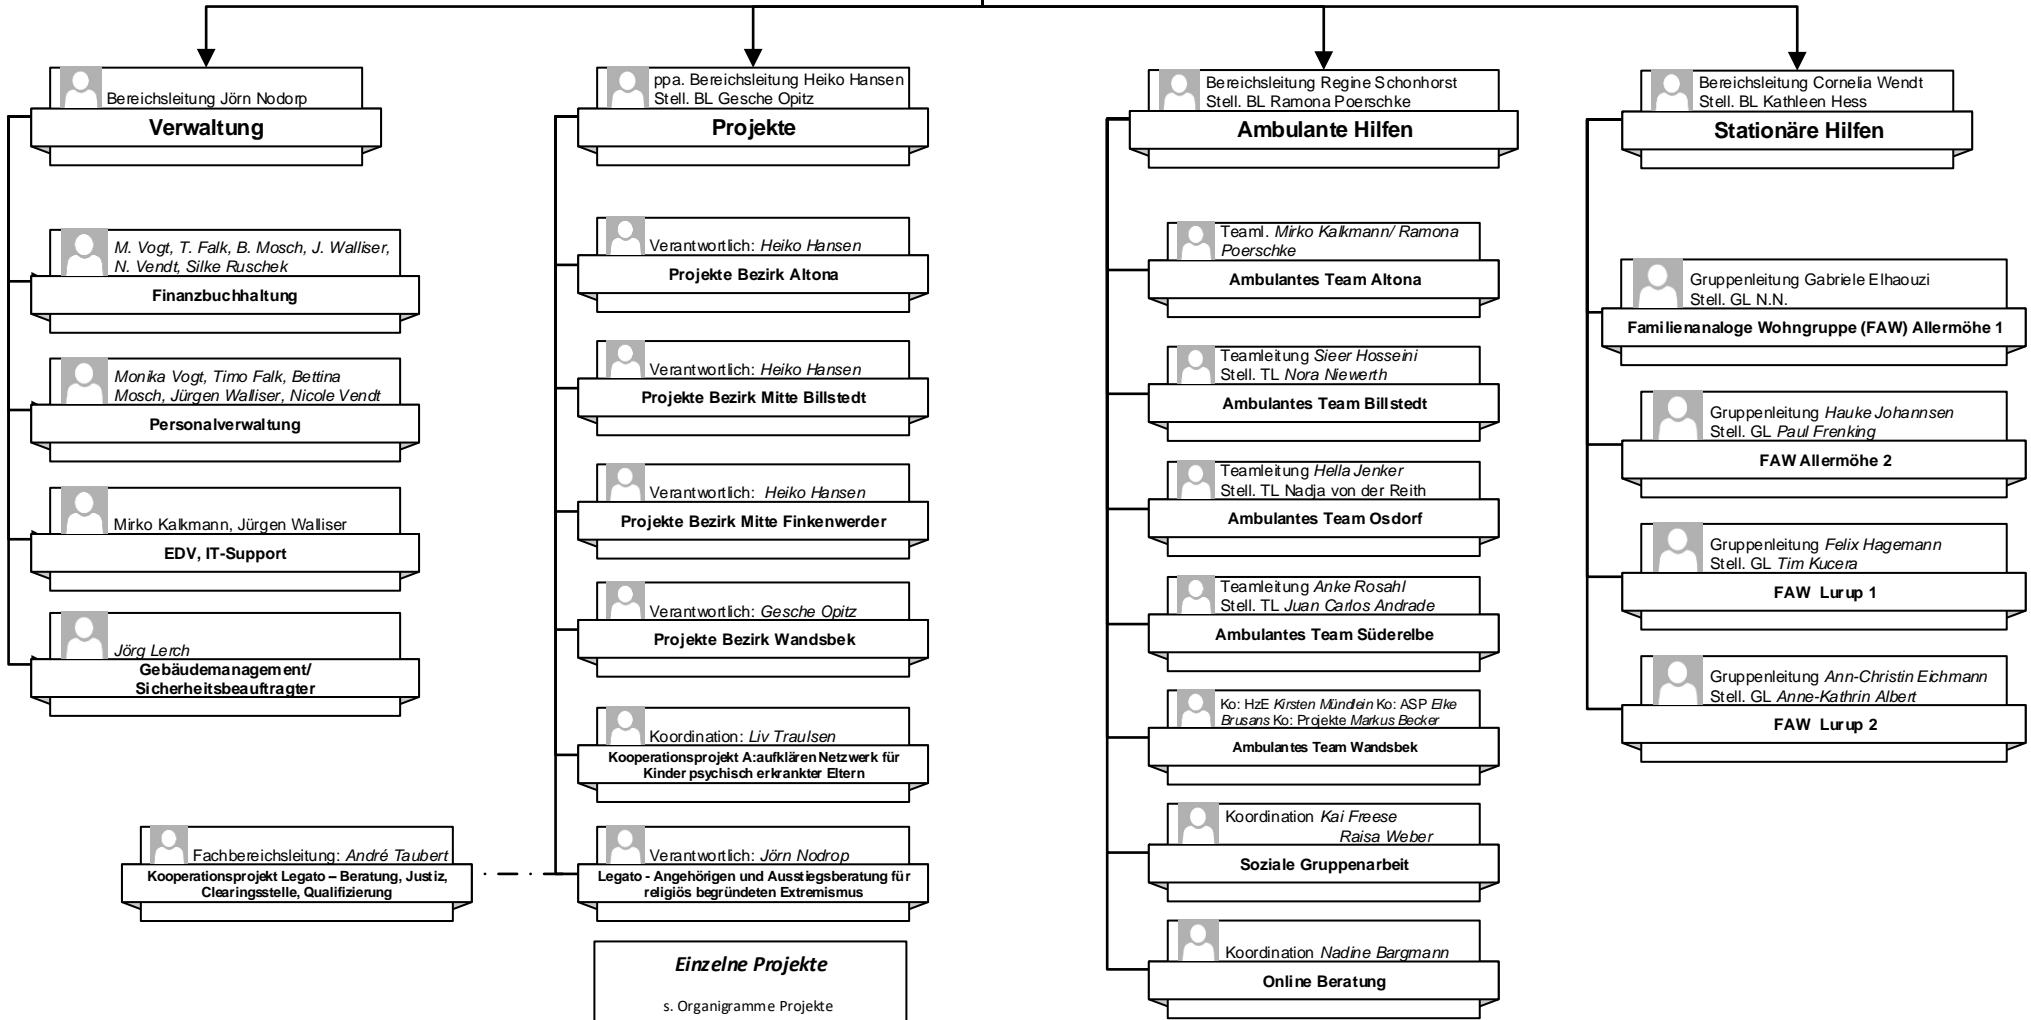 Bereichsleitung Jörn Nodorp
Verwaltung
M. Vogt, T. Falk, B. Mosch, J. Walliser,
N. Vendt, Silke Ruschek
Finanzbuchhaltung
Monika Vogt, Timo Falk, Bettina
Mosch, Jürgen Walliser, Nicole Vendt
Personalverwaltung
Mirko Kalkmann, Jürgen Walliser
EDV, IT-Support
Jörg Lerch
Gebäudemanagement/
Sicherheitsbeauftragter
ppa. Bereichsleitung Heiko Hansen
Stell. BL Gesche Opitz
Projekte
Verantwortlich: Heiko Hansen
Projekte Bezirk Altona
Verantwortlich: Heiko Hansen
Projekte Bezirk Mitte Billstedt
Verantwortlich: Heiko Hansen
Projekte Bezirk Mitte Finkenwerder
Verantwortlich: Gesche Opitz
Projekte Bezirk Wandsbek
Koordination: Liv Traulsen
Kooperationsprojekt A:aufklären Netzwerk für
Kinder psychisch erkrankter Eltern
Verantwortlich: Jörn Nodrop
Legato - Angehörigen und Ausstiegsberatung für
religiös begründeten Extremismus
Fachbereichsleitung: André Taubert
Kooperationsprojekt Legato – Beratung, Justiz,
Clearingsstelle, Qualifizierung
Einzelne Projekte
s. Organigramme Projekte
Bereichsleitung Regine Schonhorst
Stell. BL Ramona Poerschke
Ambulante Hilfen
Teaml. Mirko Kalkmann/ Ramona
Poerschke
Ambulantes Team Altona
Teamleitung Sieer Hosseini
Stell. TL Nora Niewerth
Ambulantes Team Billstedt
Teamleitung Hella Jenker
Stell. TL Nadja von der Reith
Ambulantes Team Osdorf
Teamleitung Anke Rosahl
Stell. TL Juan Carlos Andrade
Ambulantes Team Süderelbe
Ko: HzE Kirsten Mündlein Ko: ASP Elke
Brusans Ko: Projekte Markus Becker
Ambulantes Team Wandsbek
Koordination Kai Freese
Raisa Weber
Soziale Gruppenarbeit
Koordination Nadine Bargmann
Online Beratung
Bereichsleitung Cornelia Wendt
Stell. BL Kathleen Hess
Stationäre Hilfen
Gruppenleitung Gabriele Elhaouzi
Stell. GL N.N.
Familienanaloge Wohngruppe (FAW) Allermöhe 1
Gruppenleitung Hauke Johannsen
Stell. GL Paul Frenking
FAW Allermöhe 2
Gruppenleitung Felix Hagemann
Stell. GL Tim Kucera
FAW Lurup 1
Gruppenleitung Ann-Christin Eichmann
Stell. GL Anne-Kathrin Albert
FAW Lurup 2